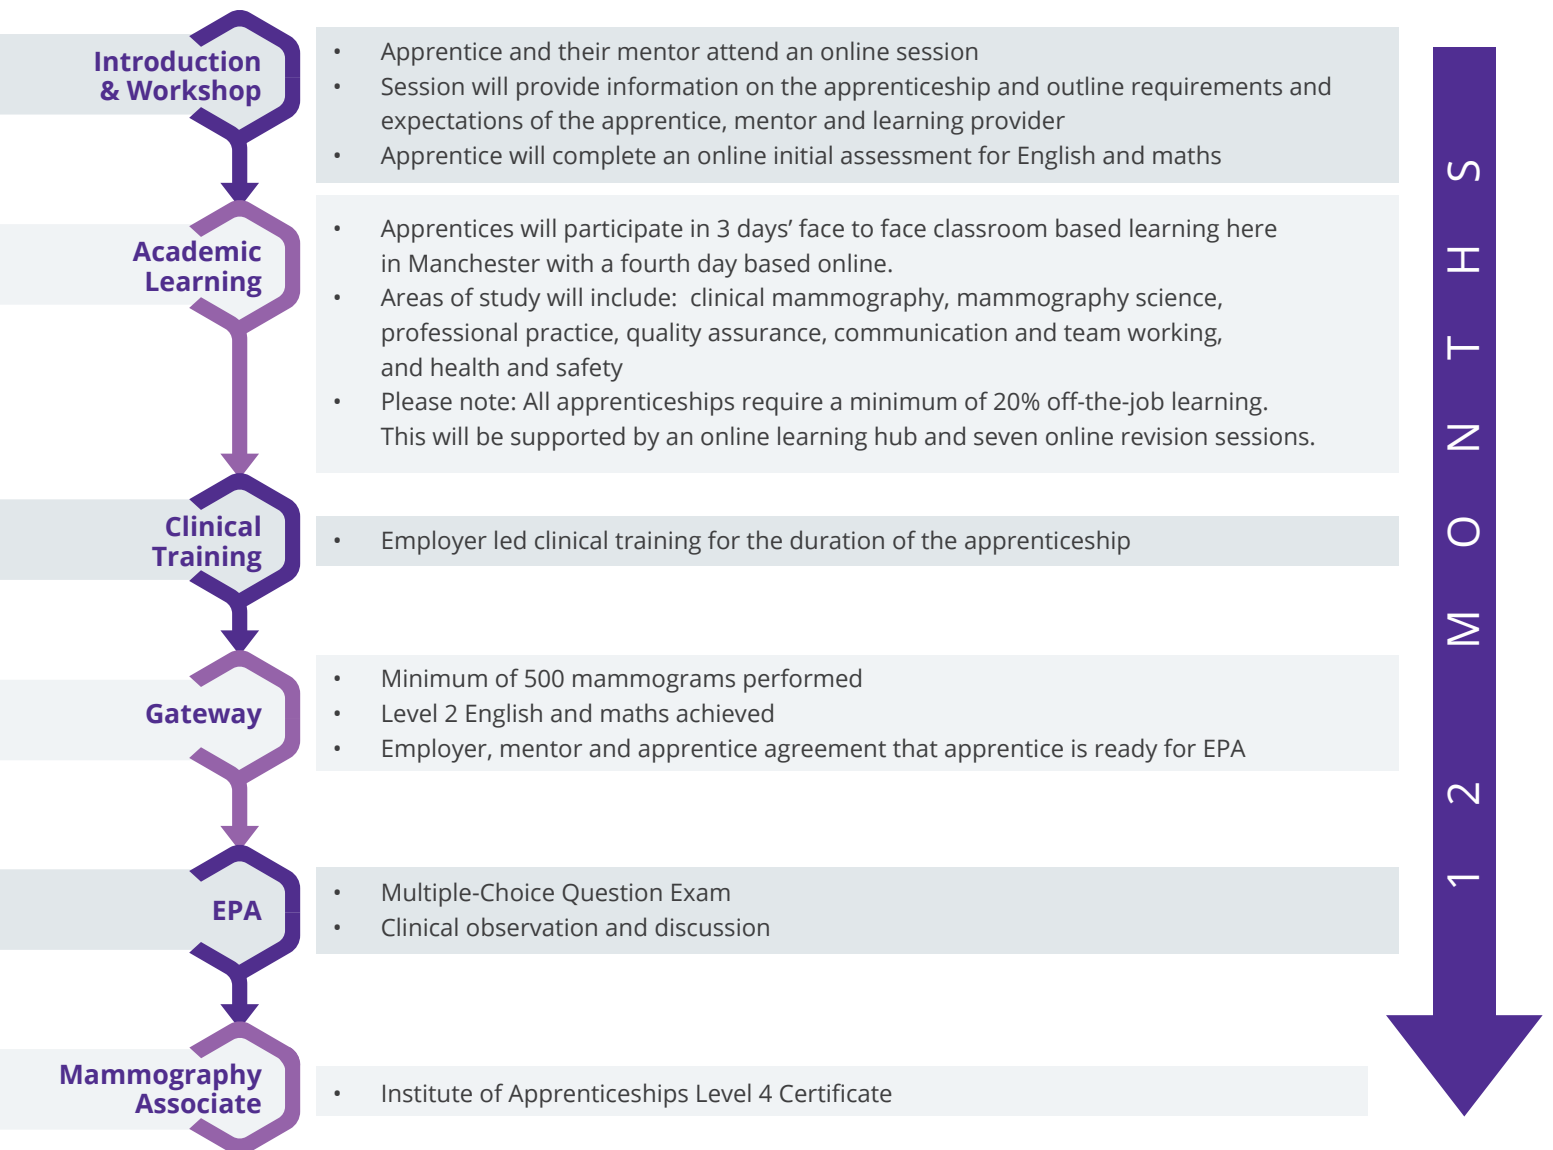 Introduction
& Workshop
• Apprentice and their mentor attend an online session
• Session will provide information on the apprenticeship and outline requirements and
expectations of the apprentice, mentor and learning provider
• Apprentice will complete an online initial assessment for English and maths
Academic
Learning
• Apprentices will participate in 3 days’ face to face classroom based learning here
in Manchester with a fourth day based online.
• Areas of study will include:  clinical mammography, mammography science,
professional practice, quality assurance, communication and team working,
and health and safety
• Please note: All apprenticeships require a minimum of 20% off-the-job learning.
This will be supported by an online learning hub and seven online revision sessions.
Clinical
Training
• Employer led clinical training for the duration of the apprenticeship
Gateway
• Minimum of 500 mammograms performed
• Level 2 English and maths achieved
• Employer, mentor and apprentice agreement that apprentice is ready for EPA
EPA
• Multiple-Choice Question Exam
• Clinical observation and discussion
Mammography
Associate
• Institute of Apprenticeships Level 4 Certificate
12 MONTHS